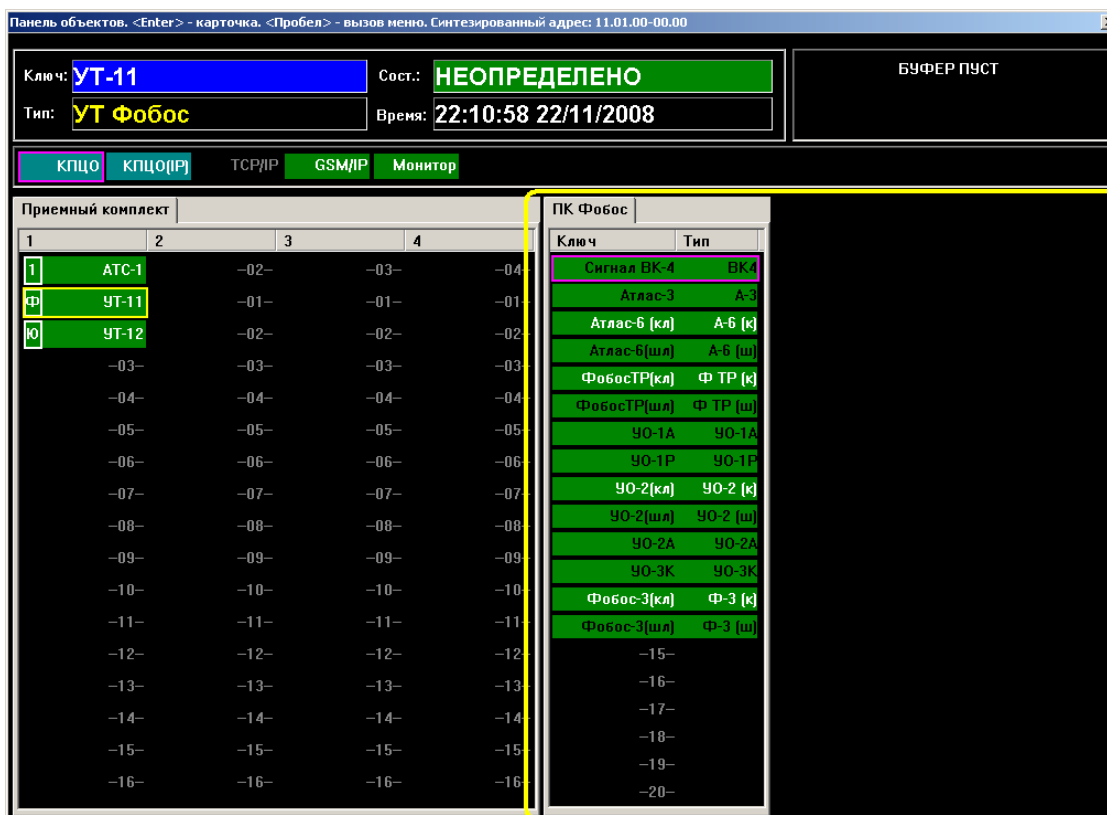 Панель объектов. <Enter> - карточка. <Пробел> - вызов меню. Синтезированный адрес: 11.01.00-00.00
Ключ: УТ-11 Сост.: НЕОПРЕДЕЛЕНО
БУФЕР ПУСТ
Тип: УТ Фобос Время: 22:10:58 22/11/2008
КПЦО КПЦО(IP) TCP/IP GSM/IP Монитор
Приемный комплект
1 2 3 4
1 АТС-1 -02- -03- -04-
Ф УТ-11 -01- -01- -01-
Ю УТ-12 -02- -02- -02-
-03- -03- -03- -03-
-04- -04- -04- -04-
-05- -05- -05- -05-
-06- -06- -06- -06-
-07- -07- -07- -07-
-08- -08- -08- -08-
-09- -09- -09- -09-
-10- -10- -10- -10-
-11- -11- -11- -11-
-12- -12- -12- -12-
-13- -13- -13- -13-
-14- -14- -14- -14-
-15- -15- -15- -15-
-16- -16- -16- -16-
ПК Фобос
Ключ Тип
Сигнал ВК-4 ВК4
Атлас-3 А-3
Атлас-6 (кл) А-6 (к)
Атлас-6(шл) А-6 (ш)
ФобосТР(кл) Ф ТР (к)
ФобосТР(шл) Ф ТР (ш)
УО-1А УО-1А
УО-1Р УО-1Р
УО-2(кл) УО-2 (к)
УО-2(шл) УО-2 (ш)
УО-2А УО-2А
УО-3К УО-3К
Фобос-3(кл) Ф-3 (к)
Фобос-3(шл) Ф-3 (ш)
-15-
-16-
-17-
-18-
-19-
-20-